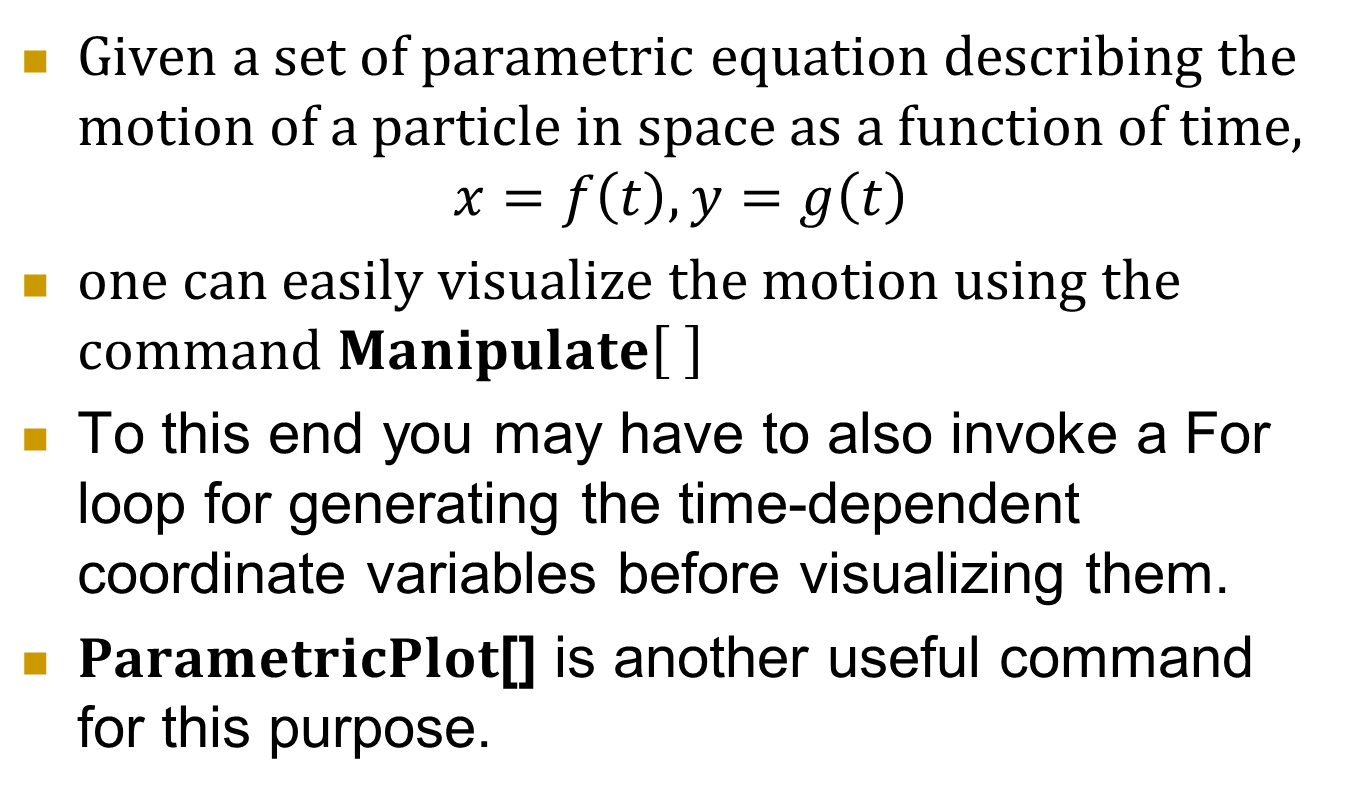 Given a set of parametric equation describing the
motion of a particle in space as a function of time,
x = f(t), y = g(t)
one can easily visualize the motion using the
command Manipulate[ ]
To this end you may have to also invoke a For
loop for generating the time-dependent
coordinate variables before visualizing them.
ParametricPlot[] is another useful command
for this purpose.